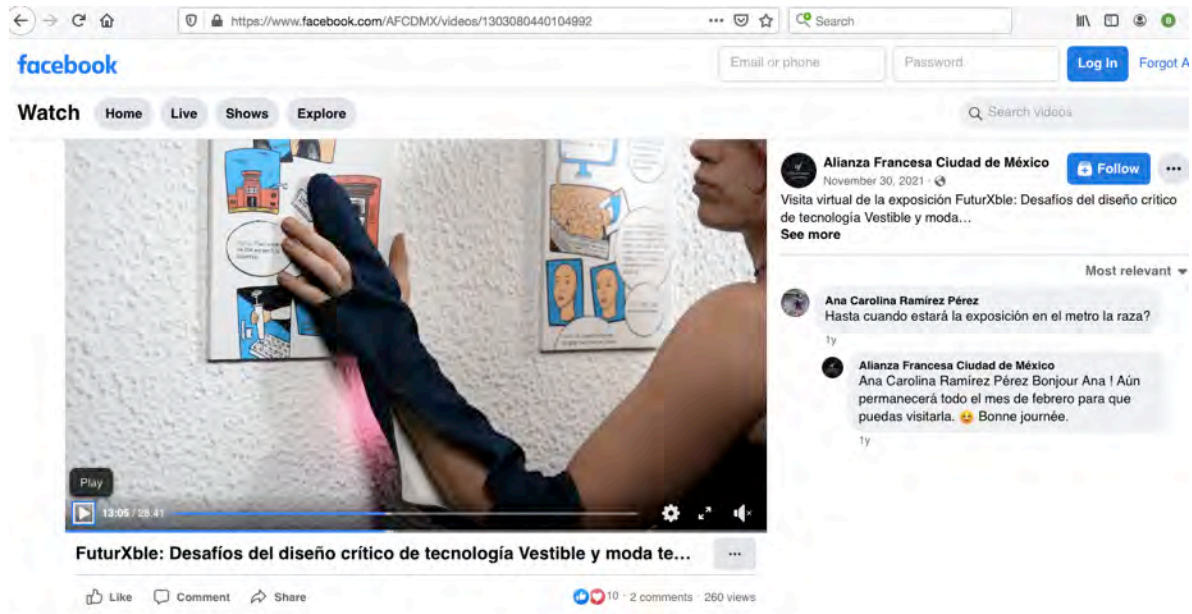 https://www.facebook.com/AFCDMX/videos/1303080440104992
Search
facebook
Email or phone
Password
Log In
Forgot A
Watch
Home
Live
Shows
Explore
Search videos
Alianza Francesa Ciudad de México
November 30, 2021
Follow
Visita virtual de la exposición FuturXble: Desafíos del diseño crítico
de tecnología Vestible y moda…
See more
Most relevant
Ana Carolina Ramírez Pérez
Hasta cuando estará la exposición en el metro la raza?
1y
Alianza Francesa Ciudad de México
Ana Carolina Ramírez Pérez Bonjour Ana ! Aún
permanecerá todo el mes de febrero para que
puedas visitarla. 😊 Bonne journée.
1y
Play
13:05 / 28:41
FuturXble: Desafíos del diseño crítico de tecnología Vestible y moda te...
Like
Comment
Share
10 · 2 comments · 260 views